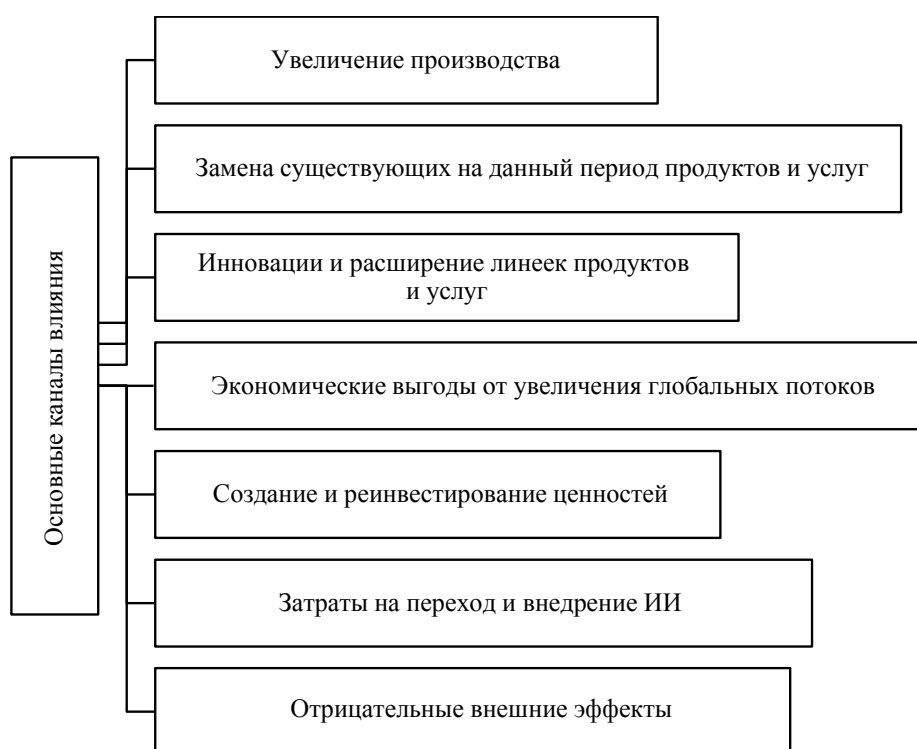 Основные каналы влияния
Увеличение производства
Замена существующих на данный период продуктов и услуг
Инновации и расширение линеек продуктов
и услуг
Экономические выгоды от увеличения глобальных потоков
Создание и реинвестирование ценностей
Затраты на переход и внедрение ИИ
Отрицательные внешние эффекты